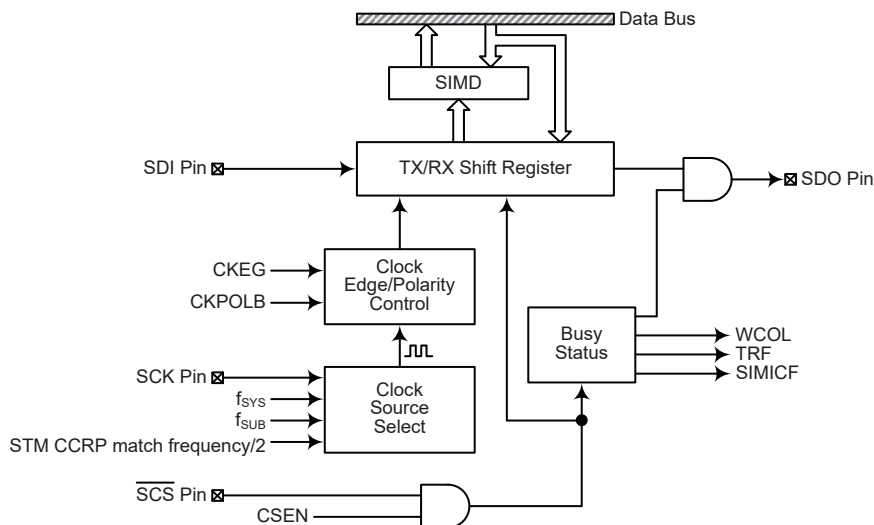 Data Bus
SIMD
SDI Pin
TX/RX Shift Register
SDO Pin
CKEG
CKPOLB
Clock
Edge/Polarity
Control
Busy
Status
WCOL
TRF
SIMICF
SCK Pin
fSYS
fSUB
STM CCRP match frequency/2
Clock
Source
Select
SCS Pin
CSEN